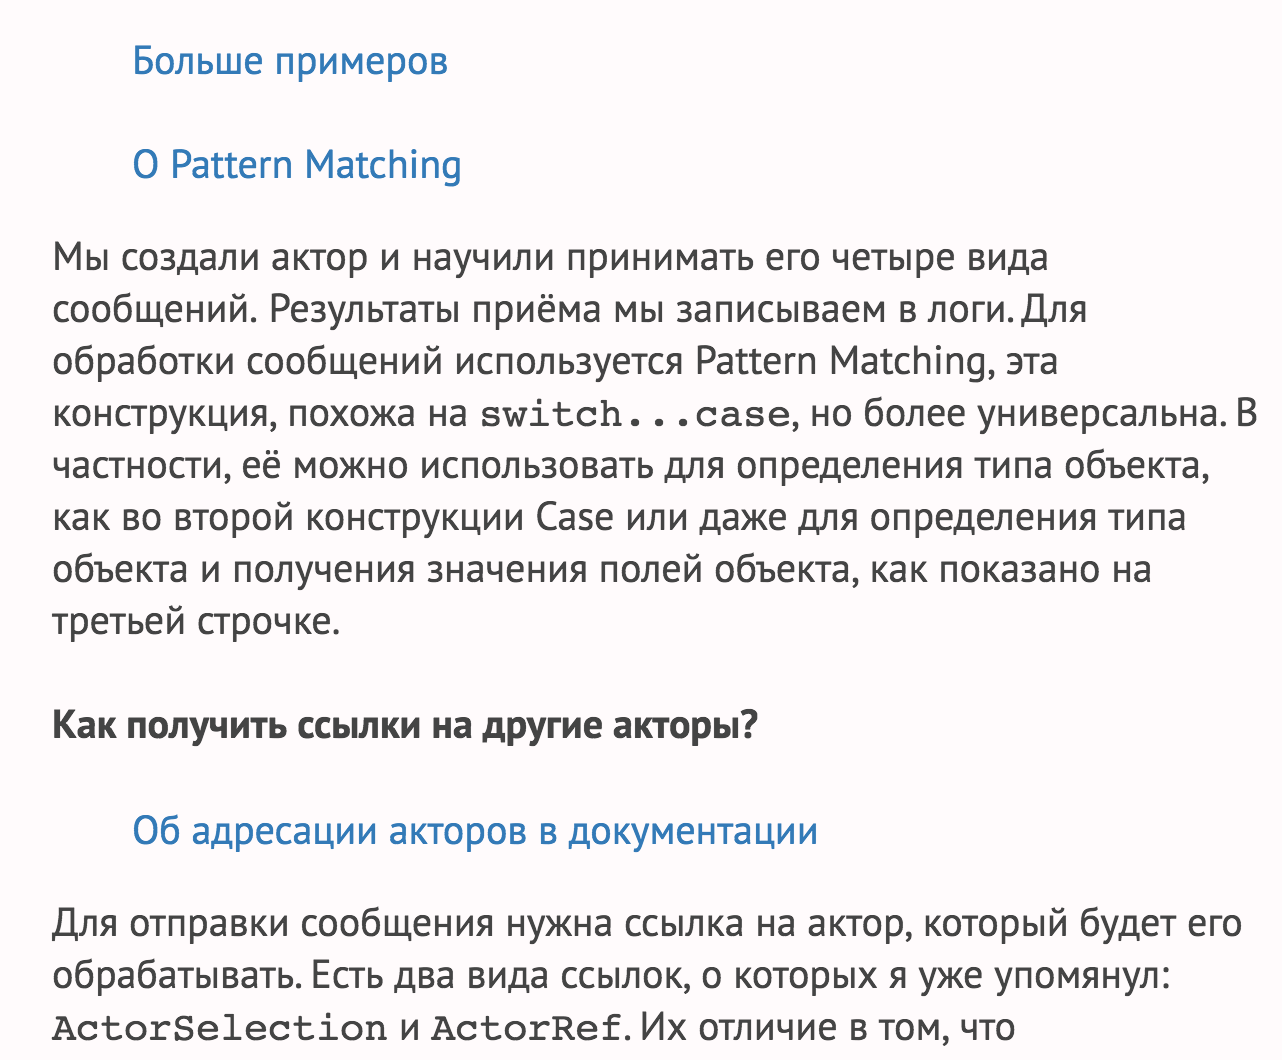 Больше примеров
О Pattern Matching
Мы создали актор и научили принимать его четыре вида
сообщений. Результаты приёма мы записываем в логи. Для
обработки сообщений используется Pattern Matching, эта
конструкция, похожа на switch...case, но более универсальна. В
частности, её можно использовать для определения типа объекта,
как во второй конструкции Case или даже для определения типа
объекта и получения значения полей объекта, как показано на
третьей строчке.
Как получить ссылки на другие акторы?
Об адресации акторов в документации
Для отправки сообщения нужна ссылка на актор, который будет его
обрабатывать. Есть два вида ссылок, о которых я уже упомянул:
ActorSelection и ActorRef. Их отличие в том, что